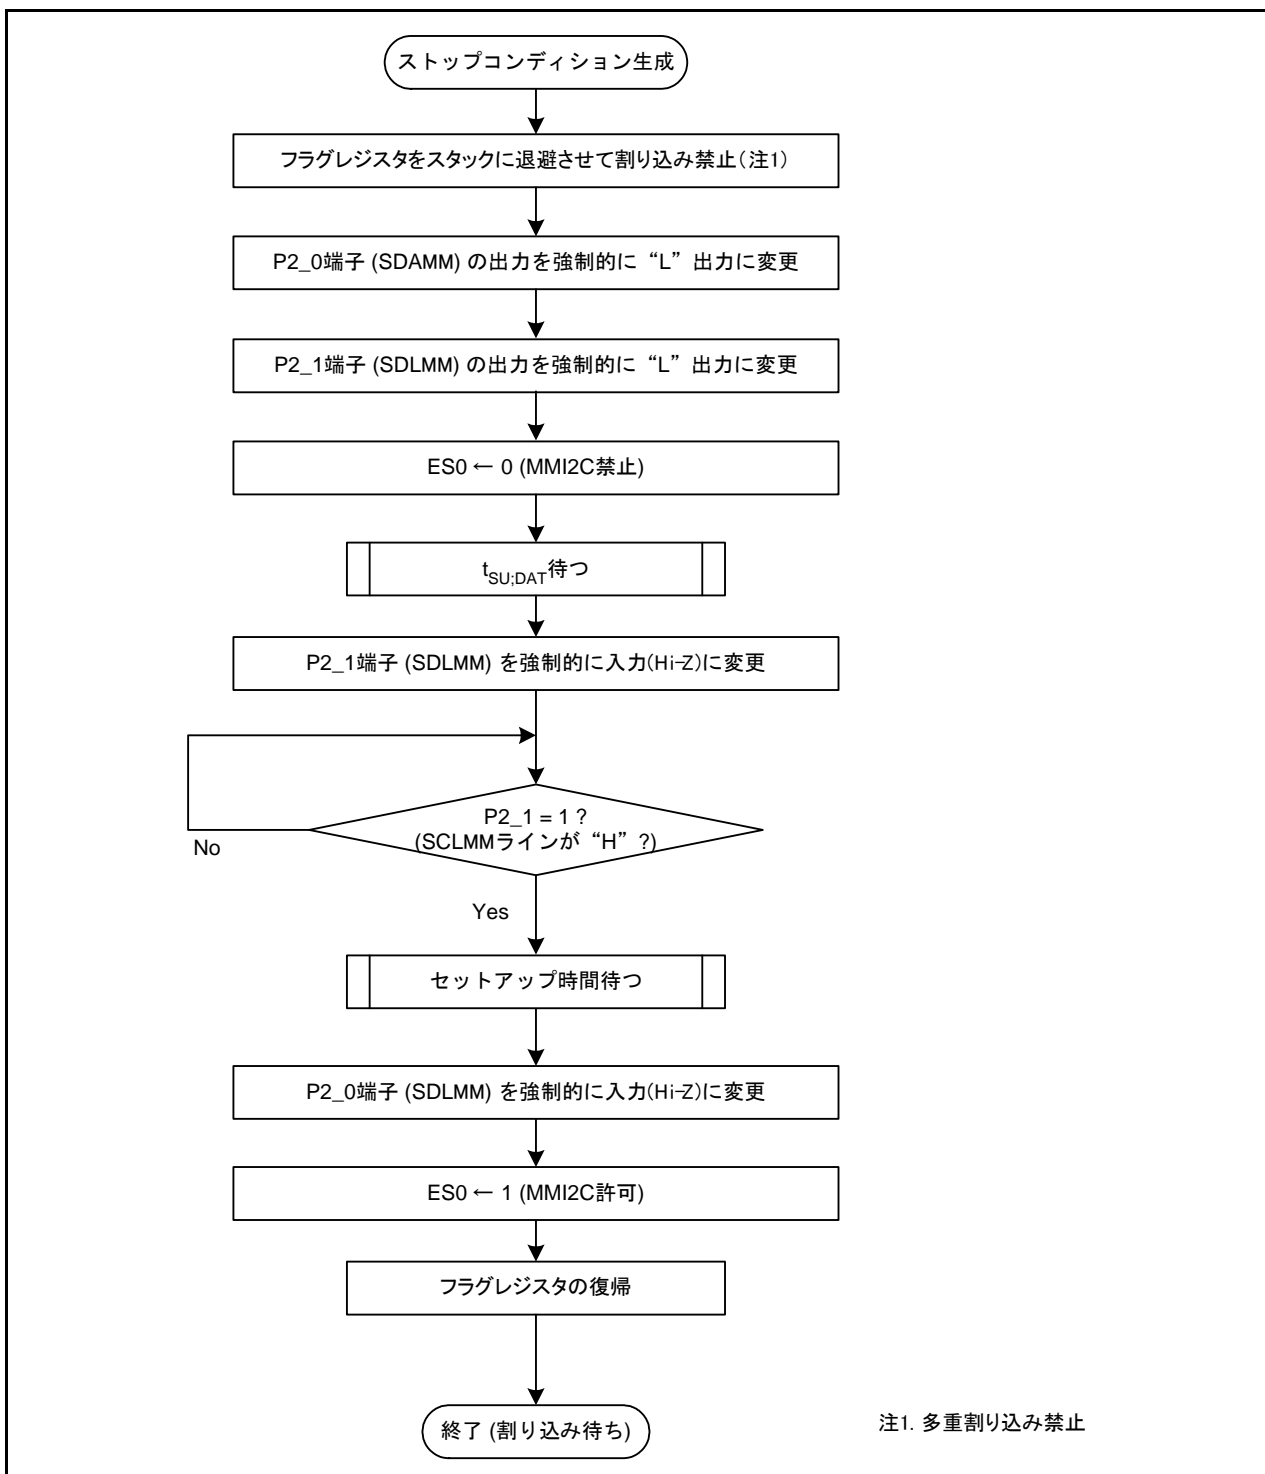 ストップコンディション生成
フラグレジスタをスタックに退避させて割り込み禁止(注1)
P2_0端子 (SDAMM) の出力を強制的に “L” 出力に変更
P2_1端子 (SDLMM) の出力を強制的に “L” 出力に変更
ES0 ← 0 (MMI2C禁止)
tSU;DAT待つ
P2_1端子 (SDLMM) を強制的に入力(Hi-Z)に変更
P2_1 = 1 ?
(SCLMMラインが “H” ?)
No
Yes
セットアップ時間待つ
P2_0端子 (SDLMM) を強制的に入力(Hi-Z)に変更
ES0 ← 1 (MMI2C許可)
フラグレジスタの復帰
終了 (割り込み待ち)
注1. 多重割り込み禁止